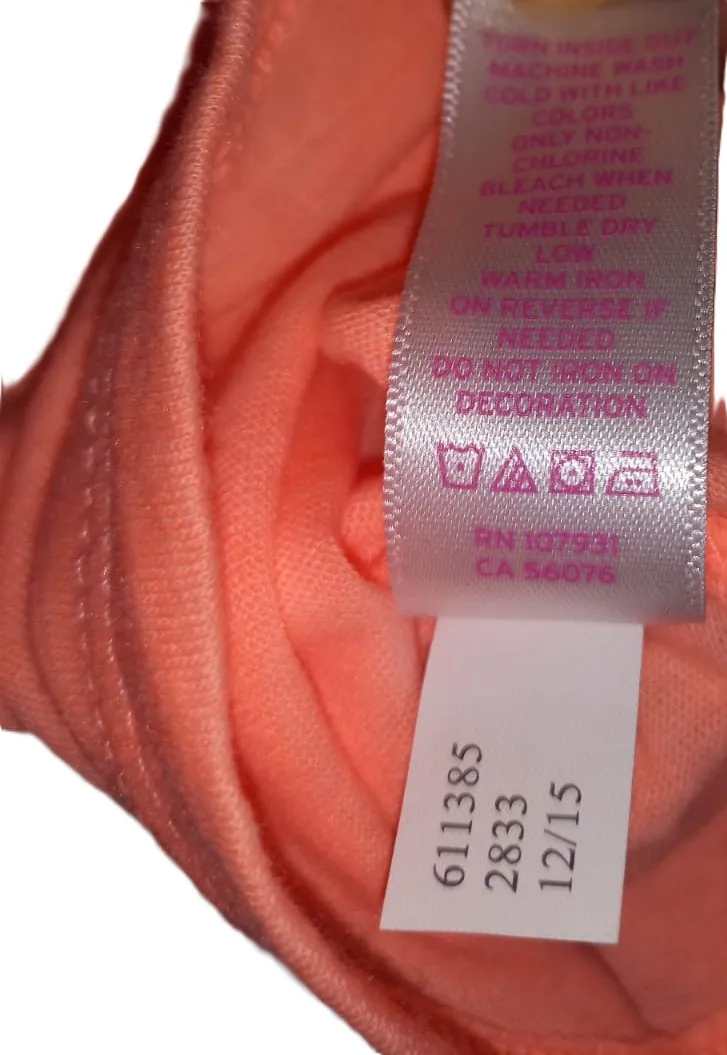 TURN INSIDE OUT
MACHINE WASH
COLD WITH LIKE
COLORS
ONLY NON-
CHLORINE
BLEACH WHEN
NEEDED
TUMBLE DRY
LOW
WARM IRON
ON REVERSE IF
NEEDED
DO NOT IRON ON
DECORATION
RN 107931
CA 56076
611385
2833
12/15